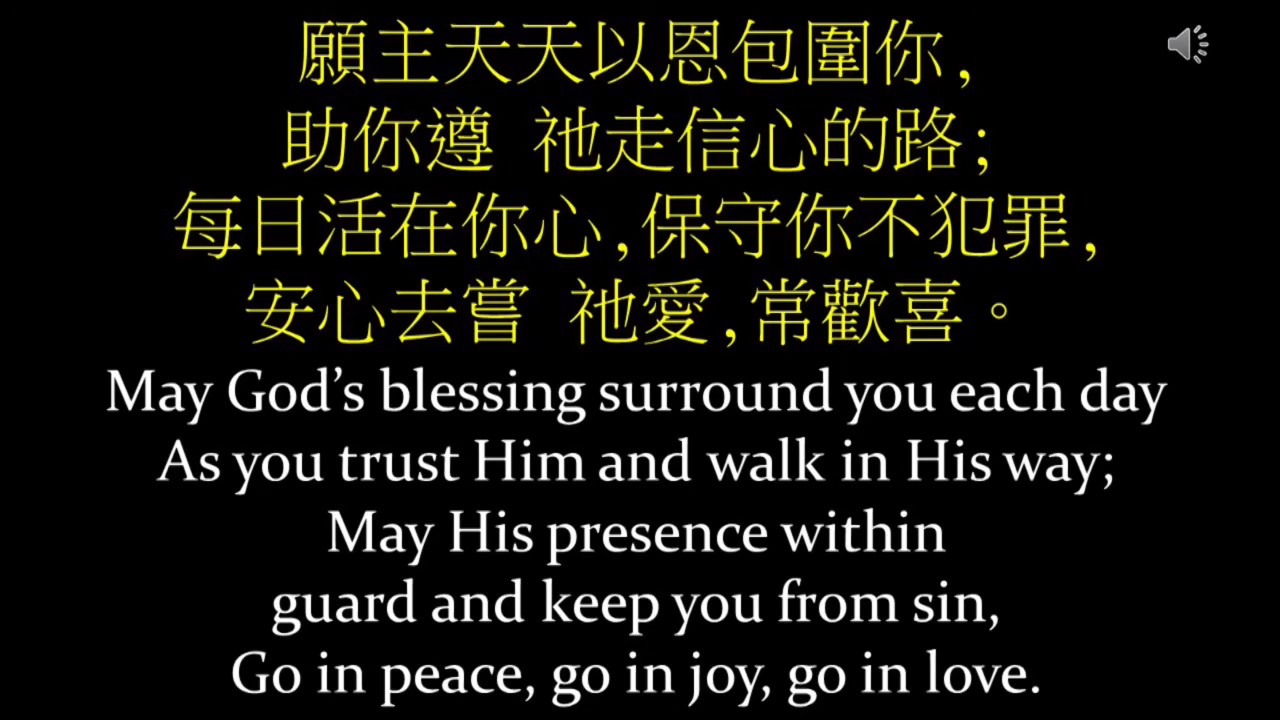 願主天天以恩包圍你,
助你遵 祂走信心的路;
每日活在你心,保守你不犯罪,
安心去嘗 祂愛,常歡喜。
May God’s blessing surround you each day
As you trust Him and walk in His way;
May His presence within
guard and keep you from sin,
Go in peace, go in joy, go in love.